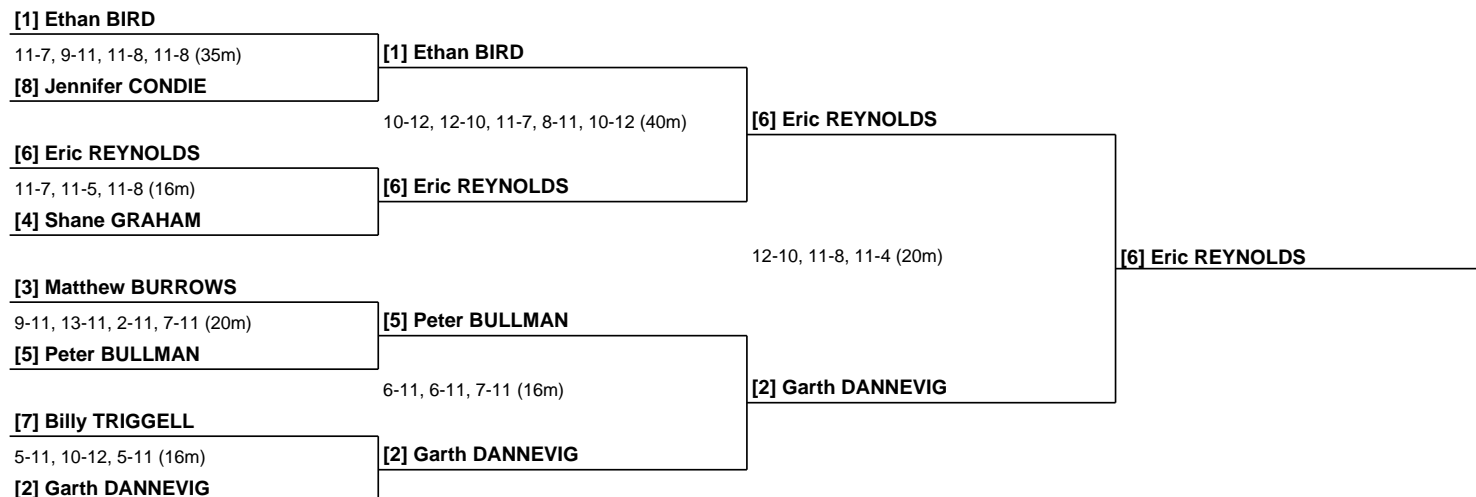 [1] Ethan BIRD
11-7, 9-11, 11-8, 11-8 (35m)
[8] Jennifer CONDIE
[1] Ethan BIRD
10-12, 12-10, 11-7, 8-11, 10-12 (40m)
[6] Eric REYNOLDS
[6] Eric REYNOLDS
11-7, 11-5, 11-8 (16m)
[4] Shane GRAHAM
[6] Eric REYNOLDS
12-10, 11-8, 11-4 (20m)
[6] Eric REYNOLDS
[3] Matthew BURROWS
9-11, 13-11, 2-11, 7-11 (20m)
[5] Peter BULLMAN
[5] Peter BULLMAN
6-11, 6-11, 7-11 (16m)
[2] Garth DANNEVIG
[7] Billy TRIGGELL
5-11, 10-12, 5-11 (16m)
[2] Garth DANNEVIG
[2] Garth DANNEVIG